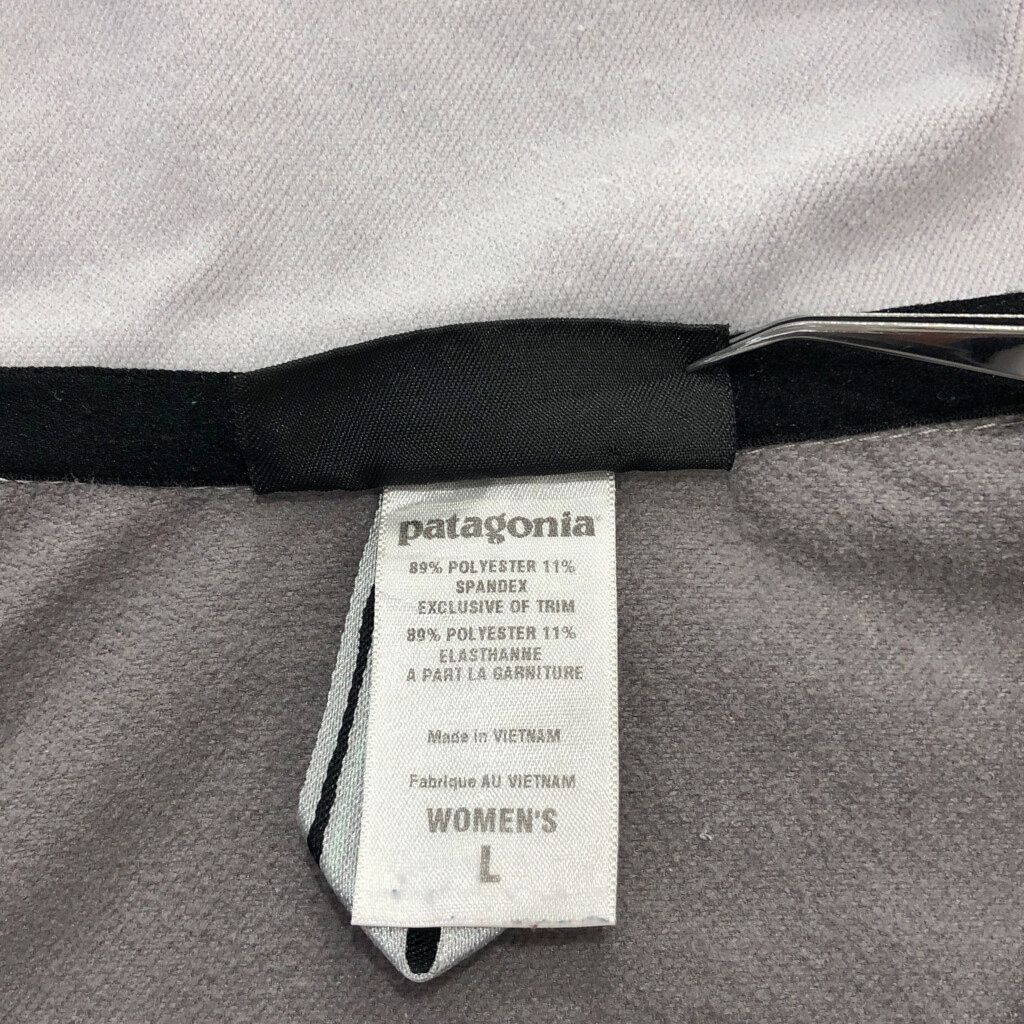 patagonia
89% POLYESTER 11%
SPANDEX
EXCLUSIVE OF TRIM
89% POLYESTER 11%
ELASTHANNE
A PART LA GARNITURE
Made in VIETNAM
Fabrique AU VIETNAM
WOMEN'S
L